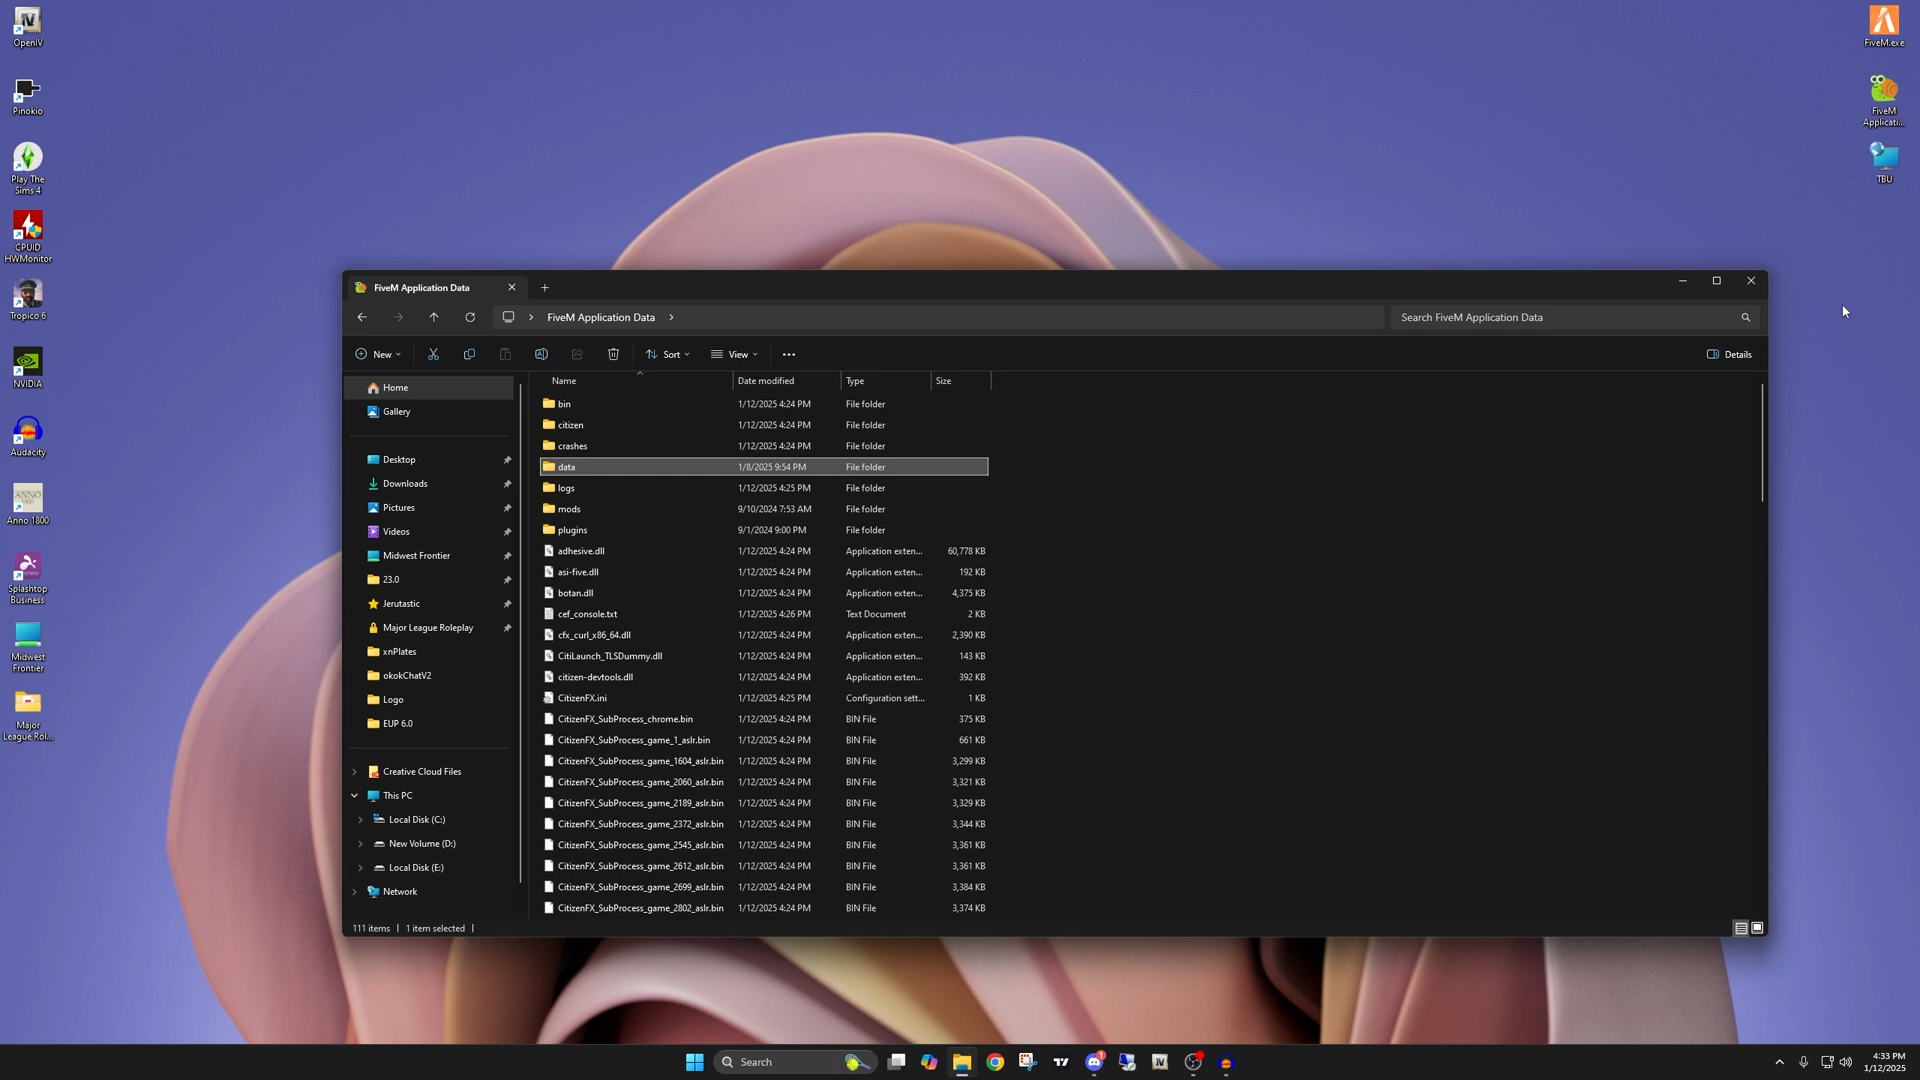 OpenIV
Pinokio
Play The
Sims 4
CPUID
HWMonitor
Tropico 6
NVIDIA
Audacity
ANNO
1800
Anno 1800
Splashtop
Business
Midwest
Frontier
Major
League Rol...
FiveM.exe
FiveM
Applicati...
TBU
FiveM Application Data
FiveM Application Data
Search FiveM Application Data
New
Sort
View
Details
Home
Gallery
Desktop
Downloads
Pictures
Videos
Midwest Frontier
23.0
Jerutastic
Major League Roleplay
xnPlates
okokChatV2
Logo
EUP 6.0
Creative Cloud Files
This PC
Local Disk (C:)
New Volume (D:)
Local Disk (E:)
Network
Name Date modified Type Size
bin 1/12/2025 4:24 PM File folder
citizen 1/12/2025 4:24 PM File folder
crashes 1/12/2025 4:24 PM File folder
data 1/8/2025 9:54 PM File folder
logs 1/12/2025 4:25 PM File folder
mods 9/10/2024 7:53 AM File folder
plugins 9/1/2024 9:00 PM File folder
adhesive.dll 1/12/2025 4:24 PM Application exten... 60,778 KB
asi-five.dll 1/12/2025 4:24 PM Application exten... 192 KB
botan.dll 1/12/2025 4:24 PM Application exten... 4,375 KB
cef_console.txt 1/12/2025 4:26 PM Text Document 2 KB
cfx_curl_x86_64.dll 1/12/2025 4:24 PM Application exten... 2,390 KB
CitiLaunch_TLSDummy.dll 1/12/2025 4:24 PM Application exten... 143 KB
citizen-devtools.dll 1/12/2025 4:24 PM Application exten... 392 KB
CitizenFX.ini 1/12/2025 4:25 PM Configuration sett... 1 KB
CitizenFX_SubProcess_chrome.bin 1/12/2025 4:24 PM BIN File 375 KB
CitizenFX_SubProcess_game_1_aslr.bin 1/12/2025 4:24 PM BIN File 661 KB
CitizenFX_SubProcess_game_1604_aslr.bin 1/12/2025 4:24 PM BIN File 3,299 KB
CitizenFX_SubProcess_game_2060_aslr.bin 1/12/2025 4:24 PM BIN File 3,321 KB
CitizenFX_SubProcess_game_2189_aslr.bin 1/12/2025 4:24 PM BIN File 3,329 KB
CitizenFX_SubProcess_game_2372_aslr.bin 1/12/2025 4:24 PM BIN File 3,344 KB
CitizenFX_SubProcess_game_2545_aslr.bin 1/12/2025 4:24 PM BIN File 3,361 KB
CitizenFX_SubProcess_game_2612_aslr.bin 1/12/2025 4:24 PM BIN File 3,361 KB
CitizenFX_SubProcess_game_2699_aslr.bin 1/12/2025 4:24 PM BIN File 3,384 KB
CitizenFX_SubProcess_game_2802_aslr.bin 1/12/2025 4:24 PM BIN File 3,374 KB
111 items | 1 item selected |
Search
4:33 PM
1/12/2025